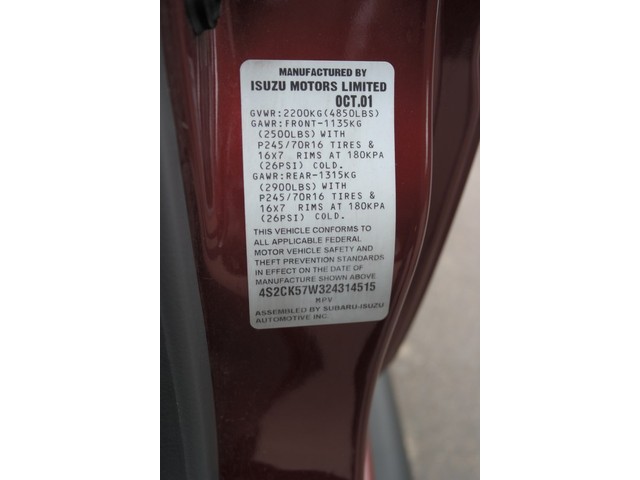 MANUFACTURED BY
ISUZU MOTORS LIMITED
OCT.01
GVWR:2200KG(4850LBS)
GAWR:FRONT-1135KG
(2500LBS) WITH
P245/70R16 TIRES &
16X7 RIMS AT 180KPA
(26PSI) COLD.
GAWR:REAR-1315KG
(2900LBS) WITH
P245/70R16 TIRES &
16X7 RIMS AT 180KPA
(26PSI) COLD.
THIS VEHICLE CONFORMS TO
ALL APPLICABLE FEDERAL
MOTOR VEHICLE SAFETY AND
THEFT PREVENTION STANDARDS
IN EFFECT ON THE DATE OF
MANUFACTURE SHOWN ABOVE
4S2CK57W324314515
MPV
ASSEMBLED BY SUBARU-ISUZU
AUTOMOTIVE INC.